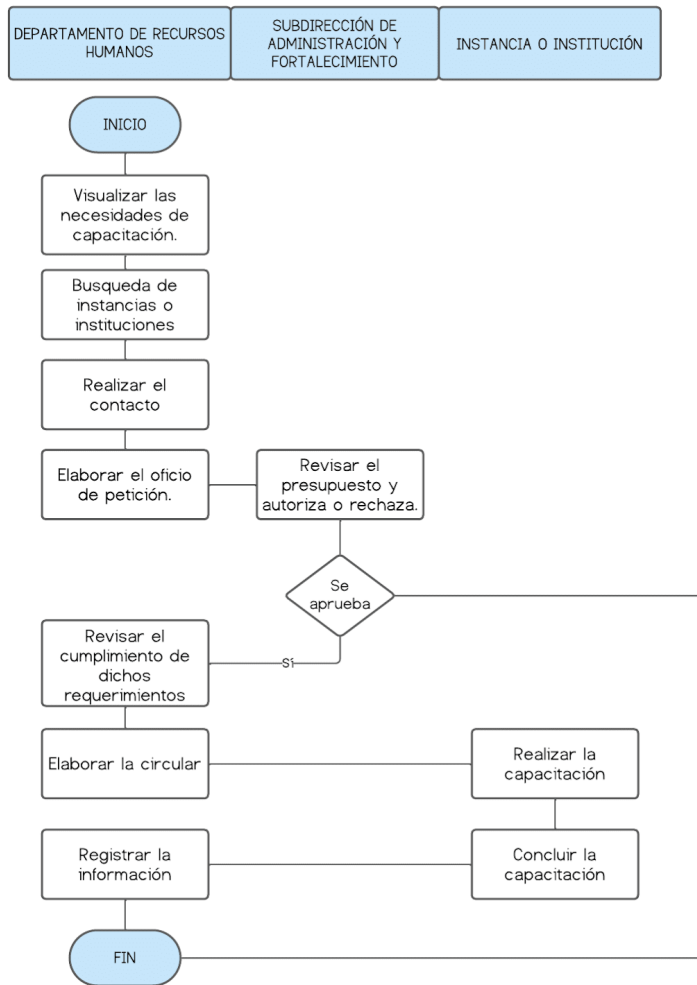 DEPARTAMENTO DE RECURSOS
HUMANOS
SUBDIRECCIÓN DE
ADMINISTRACIÓN Y
FORTALECIMIENTO
INSTANCIA O INSTITUCIÓN
INICIO
Visualizar las
necesidades de
capacitación.
Busqueda de
instancias o
instituciones
Realizar el
contacto
Elaborar el oficio
de petición.
Revisar el
presupuesto y
autoriza o rechaza.
Se
aprueba
Sí
Revisar el
cumplimiento de
dichos
requerimientos
Elaborar la circular
Realizar la
capacitación
Registrar la
información
Concluir la
capacitación
FIN